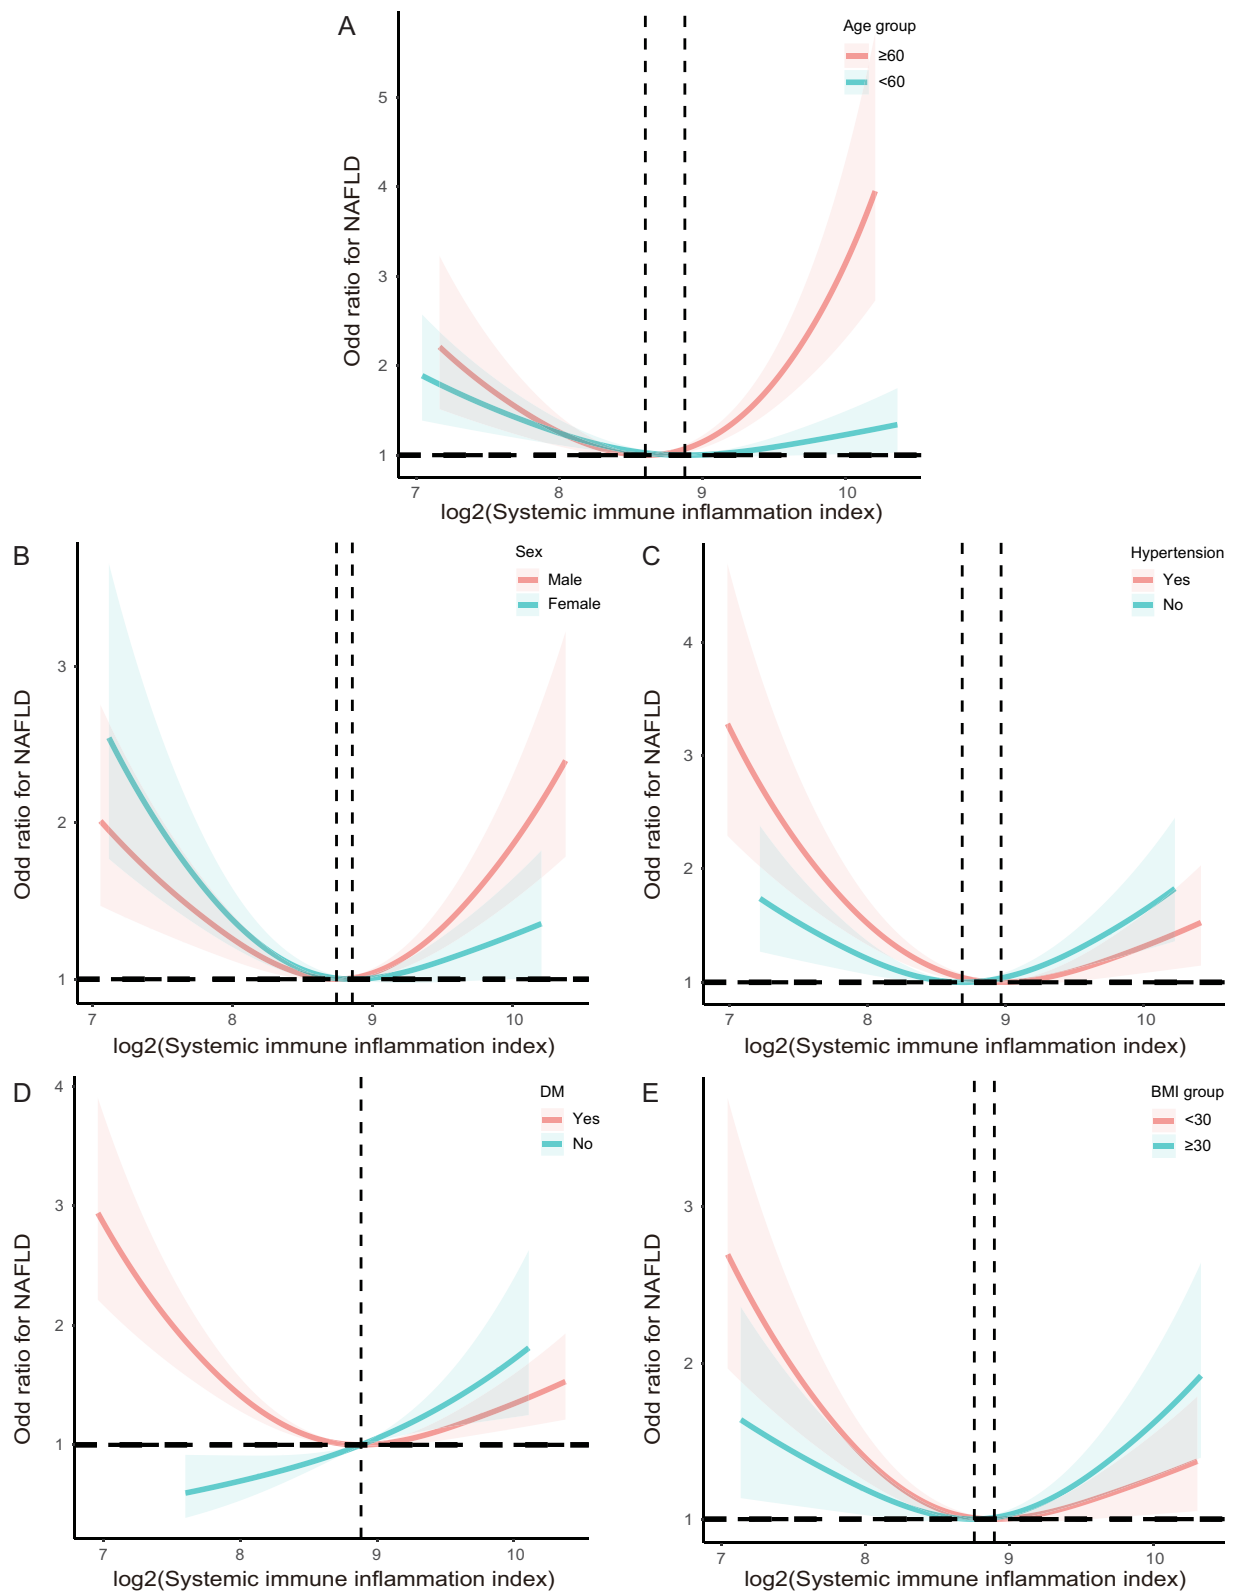 A
Age group
≥60
<60
5
4
3
2
1
Odd ratio for NAFLD
7 8 9 10
log2(Systemic immune inflammation index)
B
Sex
Male
Female
3
2
1
Odd ratio for NAFLD
7 8 9 10
log2(Systemic immune inflammation index)
C
Hypertension
Yes
No
4
3
2
1
Odd ratio for NAFLD
7 8 9 10
log2(Systemic immune inflammation index)
D
DM
Yes
No
4
3
2
1
Odd ratio for NAFLD
7 8 9 10
log2(Systemic immune inflammation index)
E
BMI group
<30
≥30
3
2
1
Odd ratio for NAFLD
7 8 9 10
log2(Systemic immune inflammation index)